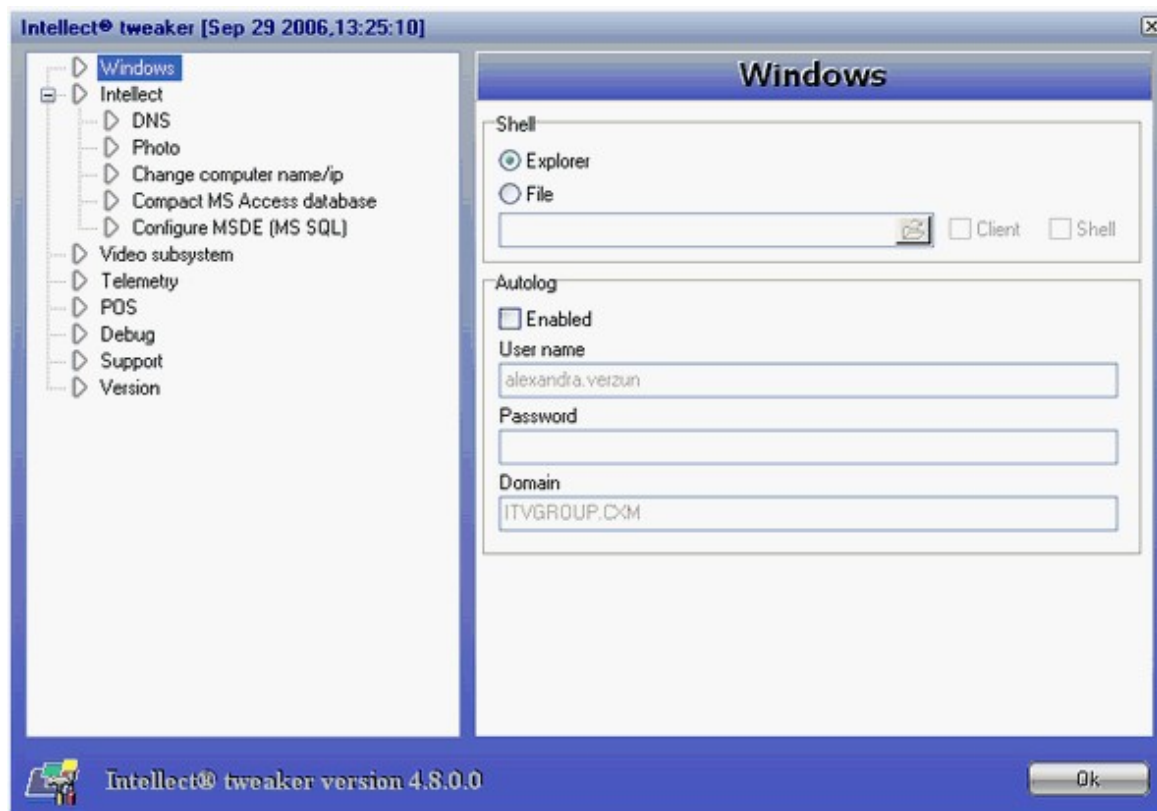 Intellect® tweaker [Sep 29 2006,13:25:10]
Windows
Intellect
DNS
Photo
Change computer name/ip
Compact MS Access database
Configure MSDE (MS SQL)
Video subsystem
Telemetry
POS
Debug
Support
Version
Windows
Shell
Explorer
File
Client Shell
Autolog
Enabled
User name
alexandra.verzun
Password
Domain
ITVGROUP.CXM
Intellect® tweaker version 4.8.0.0
Ok